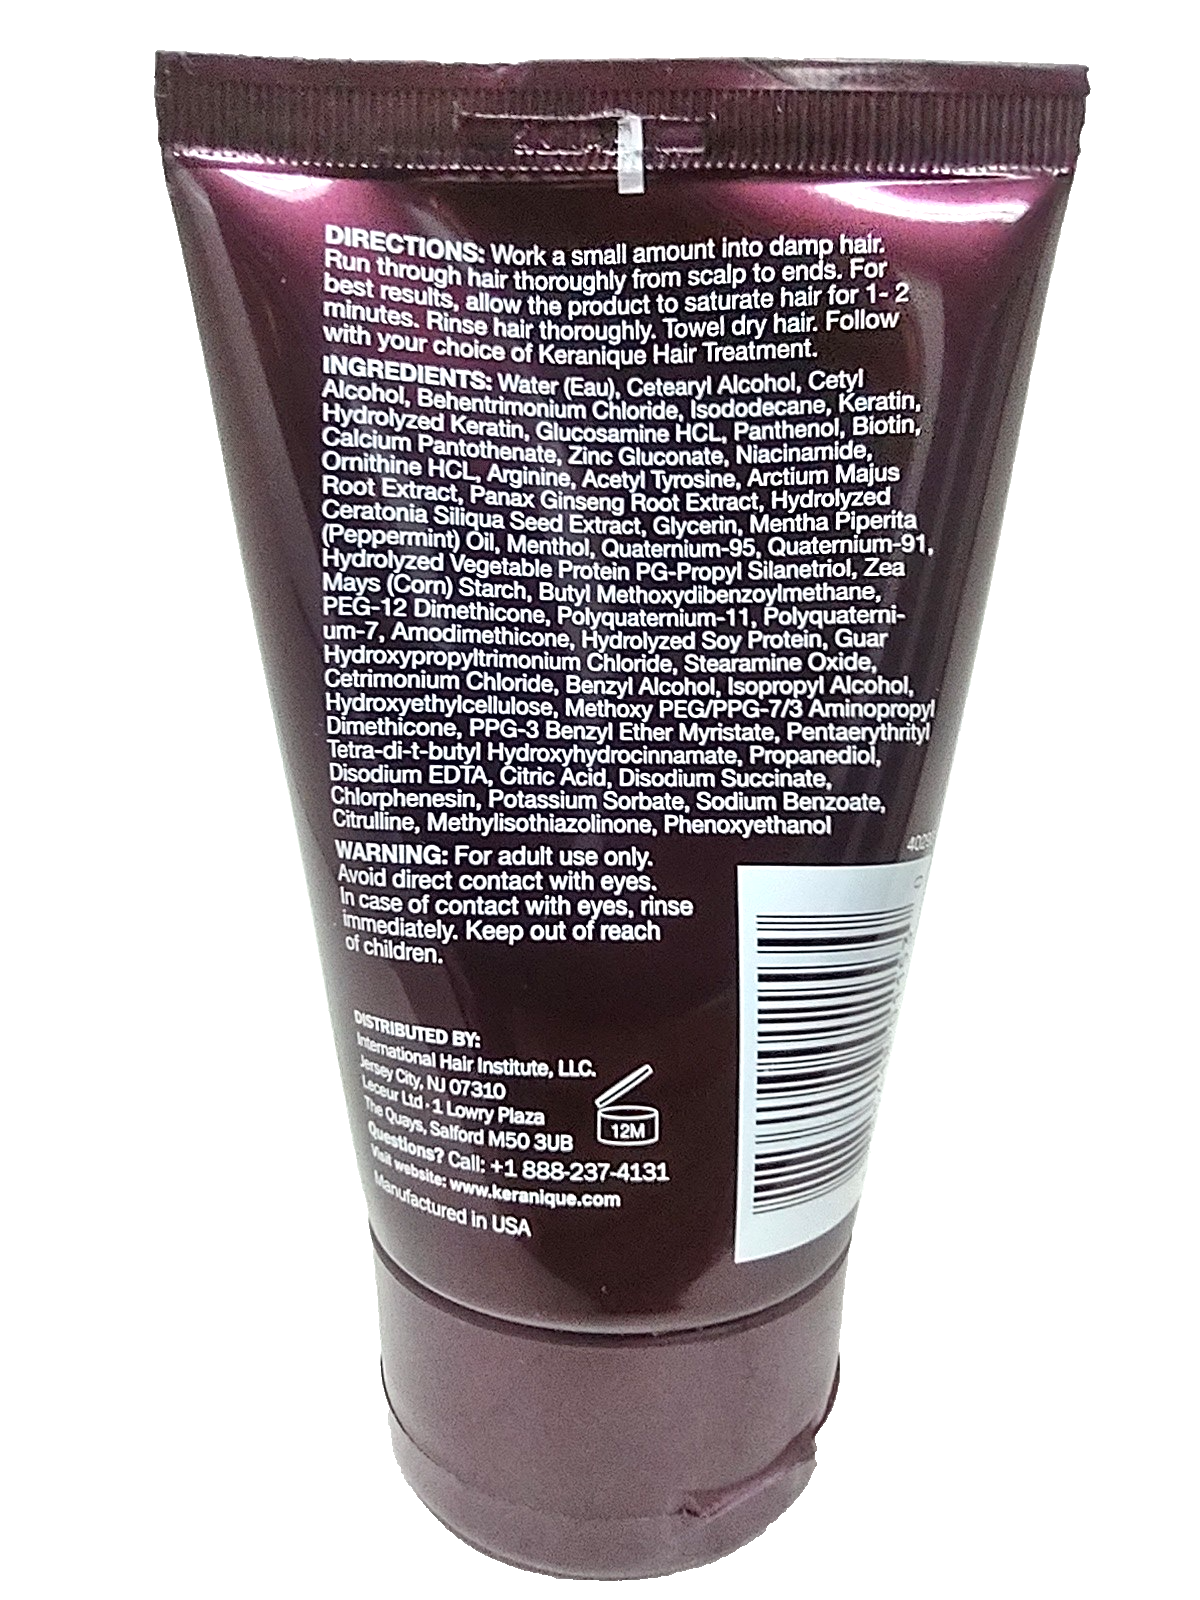 DIRECTIONS: Work a small amount into damp hair.
Run through hair thoroughly from scalp to ends. For
best results, allow the product to saturate hair for 1- 2
minutes. Rinse hair thoroughly. Towel dry hair. Follow
with your choice of Keranique Hair Treatment.
INGREDIENTS: Water (Eau), Cetearyl Alcohol, Cetyl
Alcohol, Behentrimonium Chloride, Isododecane, Keratin,
Hydrolyzed Keratin, Glucosamine HCL, Panthenol, Biotin,
Calcium Pantothenate, Zinc Gluconate, Niacinamide,
Ornithine HCL, Arginine, Acetyl Tyrosine, Arctium Majus
Root Extract, Panax Ginseng Root Extract, Hydrolyzed
Ceratonia Siliqua Seed Extract, Glycerin, Mentha Piperita
(Peppermint) Oil, Menthol, Quaternium-95, Quaternium-91,
Hydrolyzed Vegetable Protein PG-Propyl Silanetriol, Zea
Mays (Corn) Starch, Butyl Methoxydibenzoylmethane,
PEG-12 Dimethicone, Polyquaternium-11, Polyquaterni-
um-7, Amodimethicone, Hydrolyzed Soy Protein, Guar
Hydroxypropyltrimonium Chloride, Stearamine Oxide,
Cetrimonium Chloride, Benzyl Alcohol, Isopropyl Alcohol,
Hydroxyethylcellulose, Methoxy PEG/PPG-7/3 Aminopropyl
Dimethicone, PPG-3 Benzyl Ether Myristate, Pentaerythrityl
Tetra-di-t-butyl Hydroxyhydrocinnamate, Propanediol,
Disodium EDTA, Citric Acid, Disodium Succinate,
Chlorphenesin, Potassium Sorbate, Sodium Benzoate,
Citrulline, Methylisothiazolinone, Phenoxyethanol
WARNING: For adult use only.
Avoid direct contact with eyes.
In case of contact with eyes, rinse
immediately. Keep out of reach
of children.
DISTRIBUTED BY:
International Hair Institute, LLC.
Jersey City, NJ 07310
Leceur Ltd · 1 Lowry Plaza
The Quays, Salford M50 3UB
Questions? Call: +1 888-237-4131
Visit website: www.keranique.com
Manufactured in USA
12M